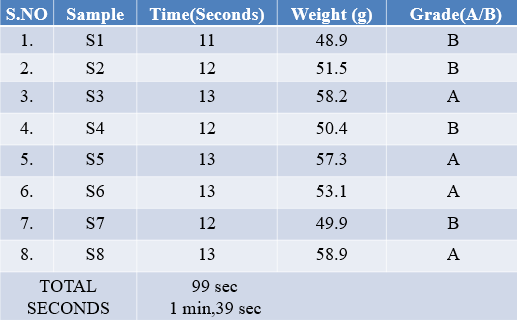 S.NO Sample Time(Seconds) Weight (g) Grade(A/B)
1. S1 11 48.9 B
2. S2 12 51.5 B
3. S3 13 58.2 A
4. S4 12 50.4 B
5. S5 13 57.3 A
6. S6 13 53.1 A
7. S7 12 49.9 B
8. S8 13 58.9 A
TOTAL 99 sec
SECONDS 1 min,39 sec